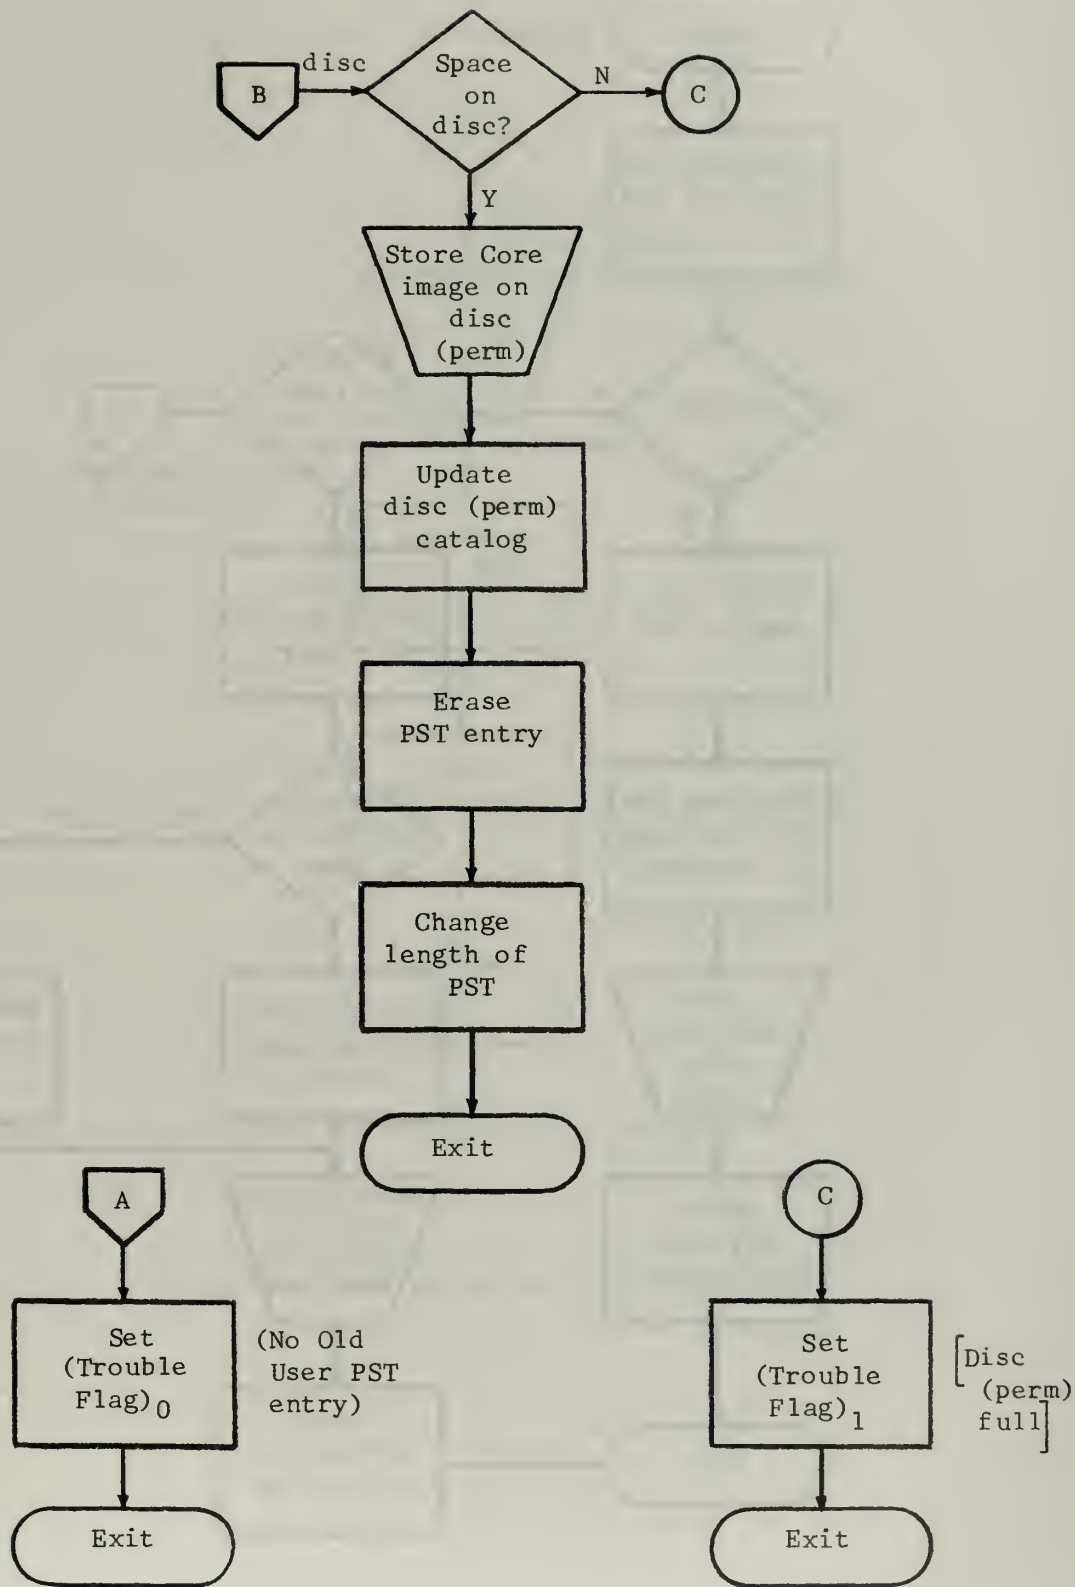 B
disc
Space
on
disc?
N
C
Y
Store Core
image on
disc
(perm)
Update
disc (perm)
catalog
Erase
PST entry
Change
length of
PST
Exit
A
Set
(Trouble
Flag)0
(No Old
User PST
entry)
Exit
C
Set
(Trouble
Flag)1
[Disc
(perm)
full]
Exit